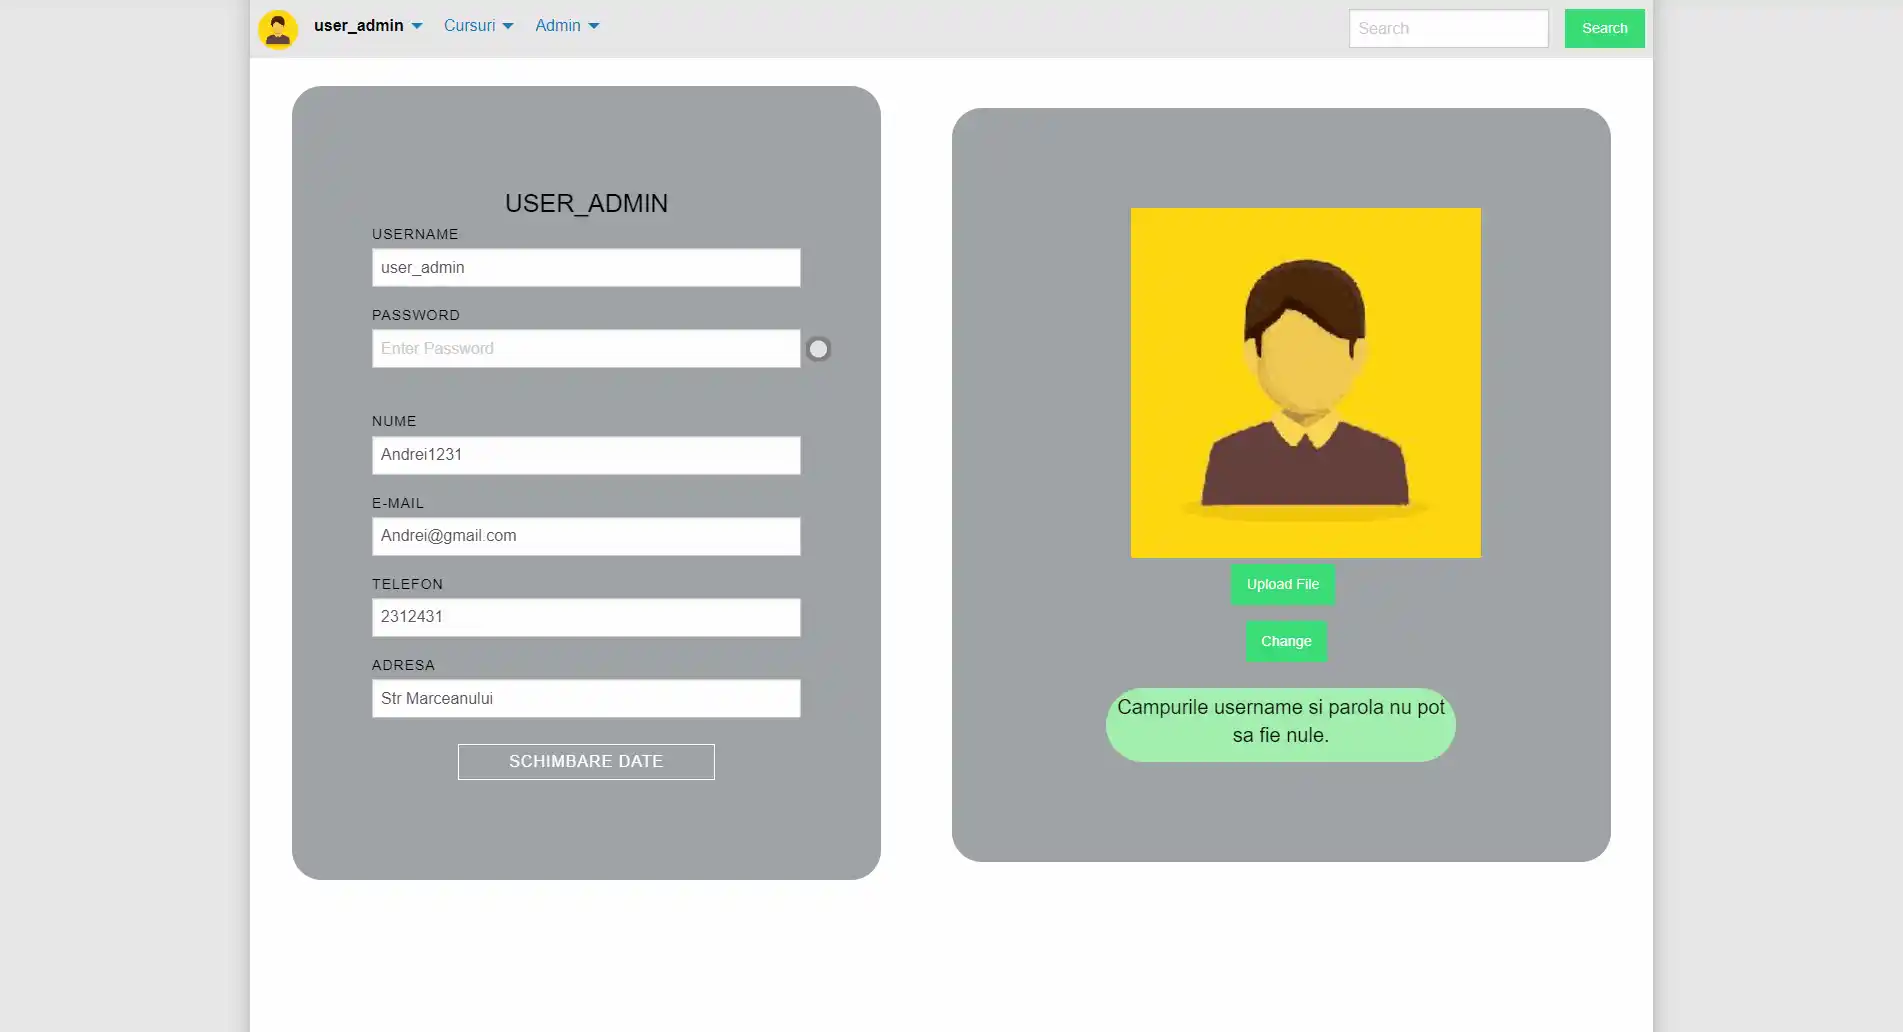 user_admin Cursuri Admin Search Search
USER_ADMIN
USERNAME
user_admin
PASSWORD
Enter Password
NUME
Andrei1231
E-MAIL
Andrei@gmail.com
TELEFON
2312431
ADRESA
Str Marceanului
SCHIMBARE DATE
Upload File
Change
Campurile username si parola nu pot
sa fie nule.